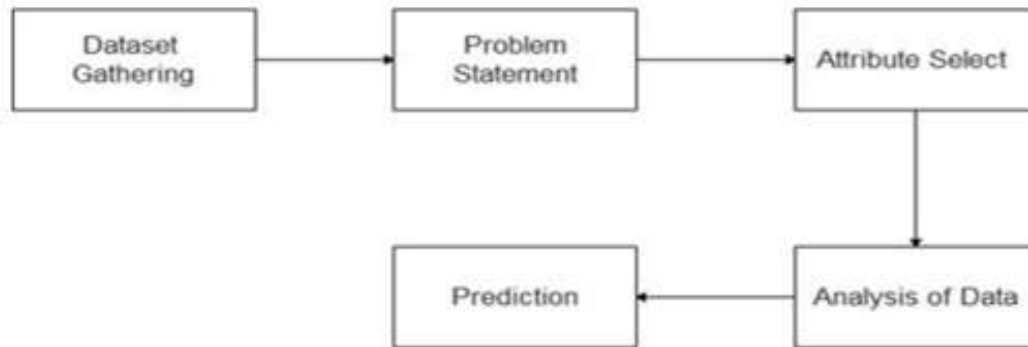 Dataset
Gathering
Problem
Statement
Attribute Select
Analysis of Data
Prediction